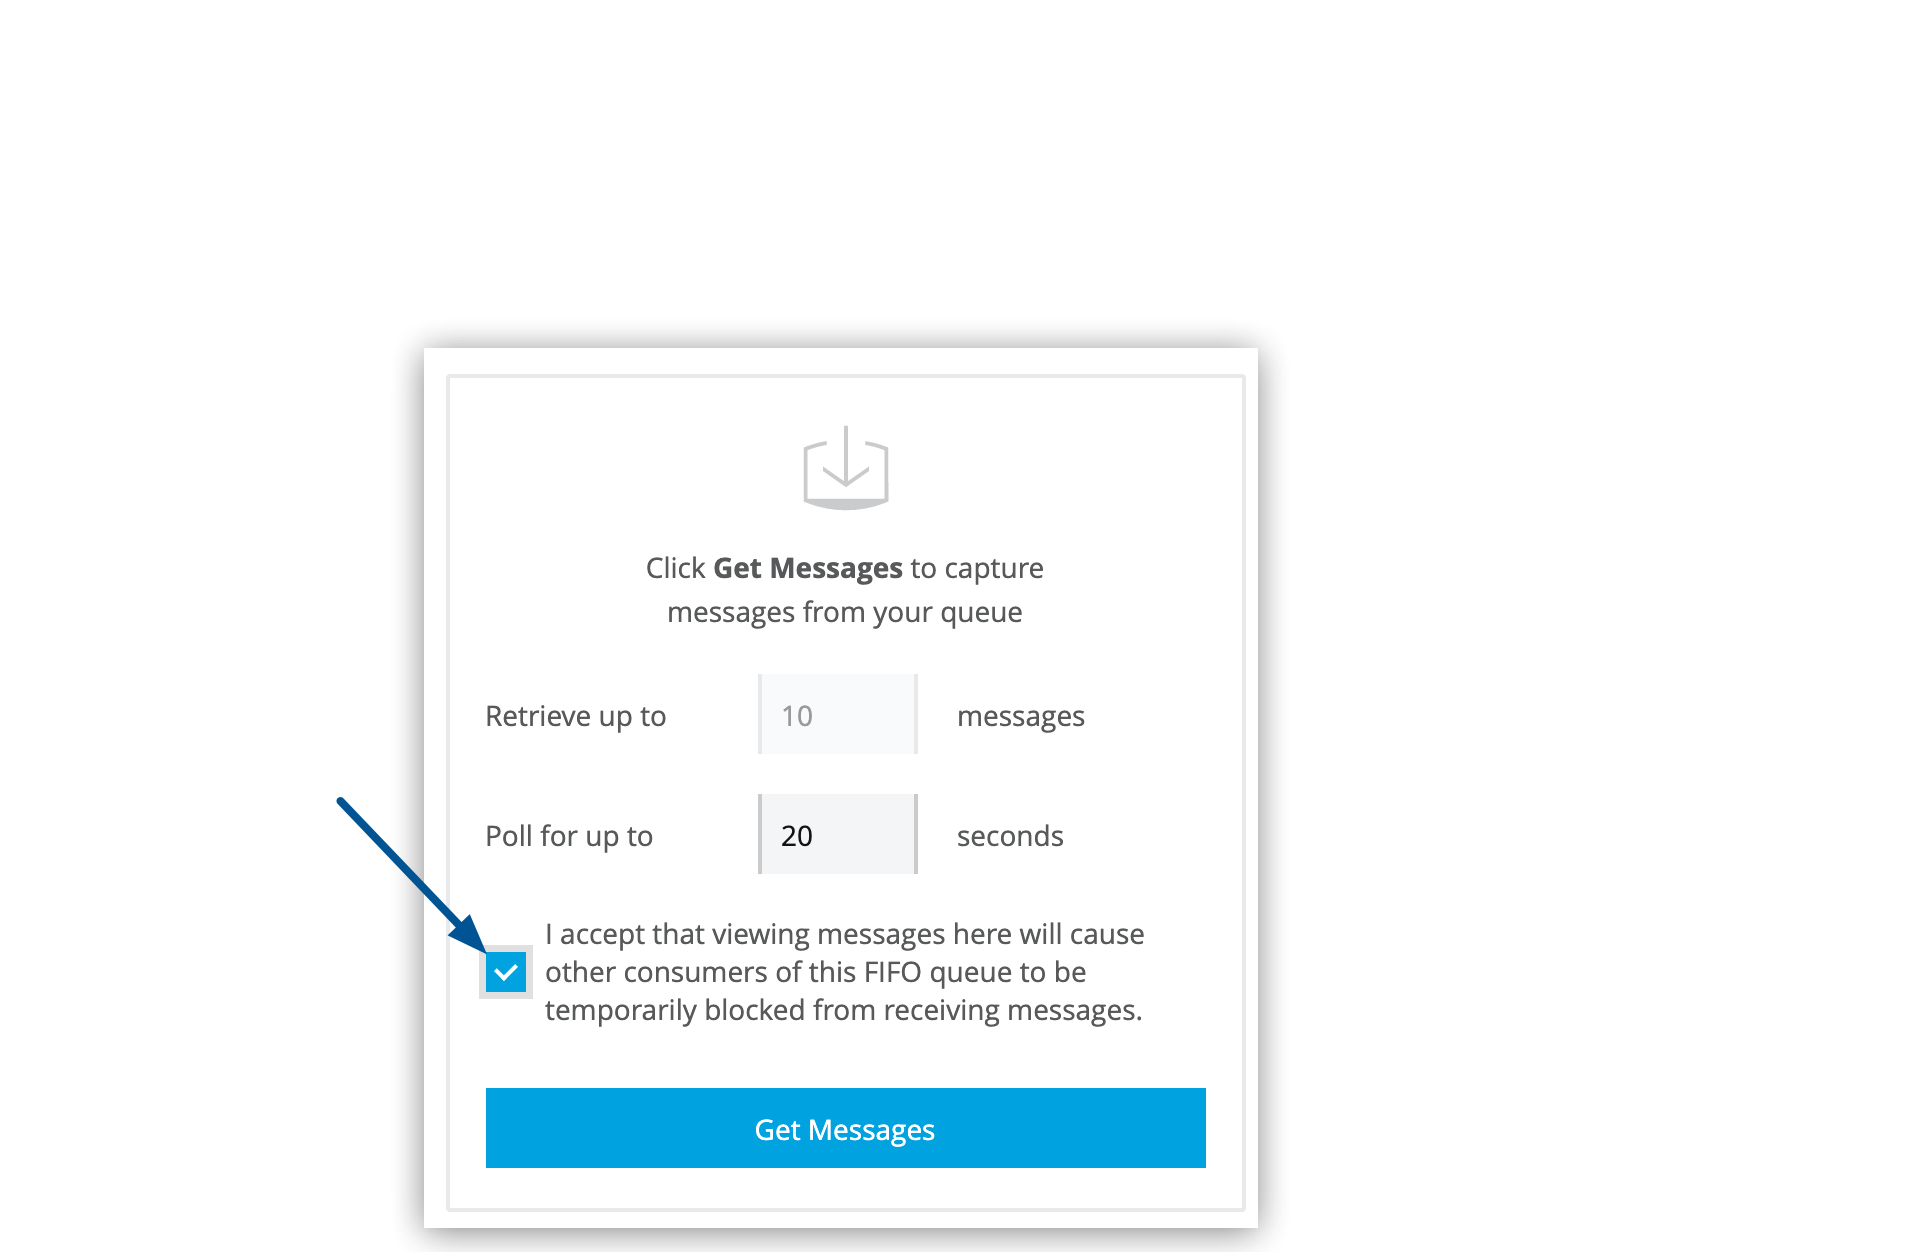 Click Get Messages to capture
messages from your queue
Retrieve up to 10 messages
Poll for up to 20 seconds
I accept that viewing messages here will cause
other consumers of this FIFO queue to be
temporarily blocked from receiving messages.
Get Messages